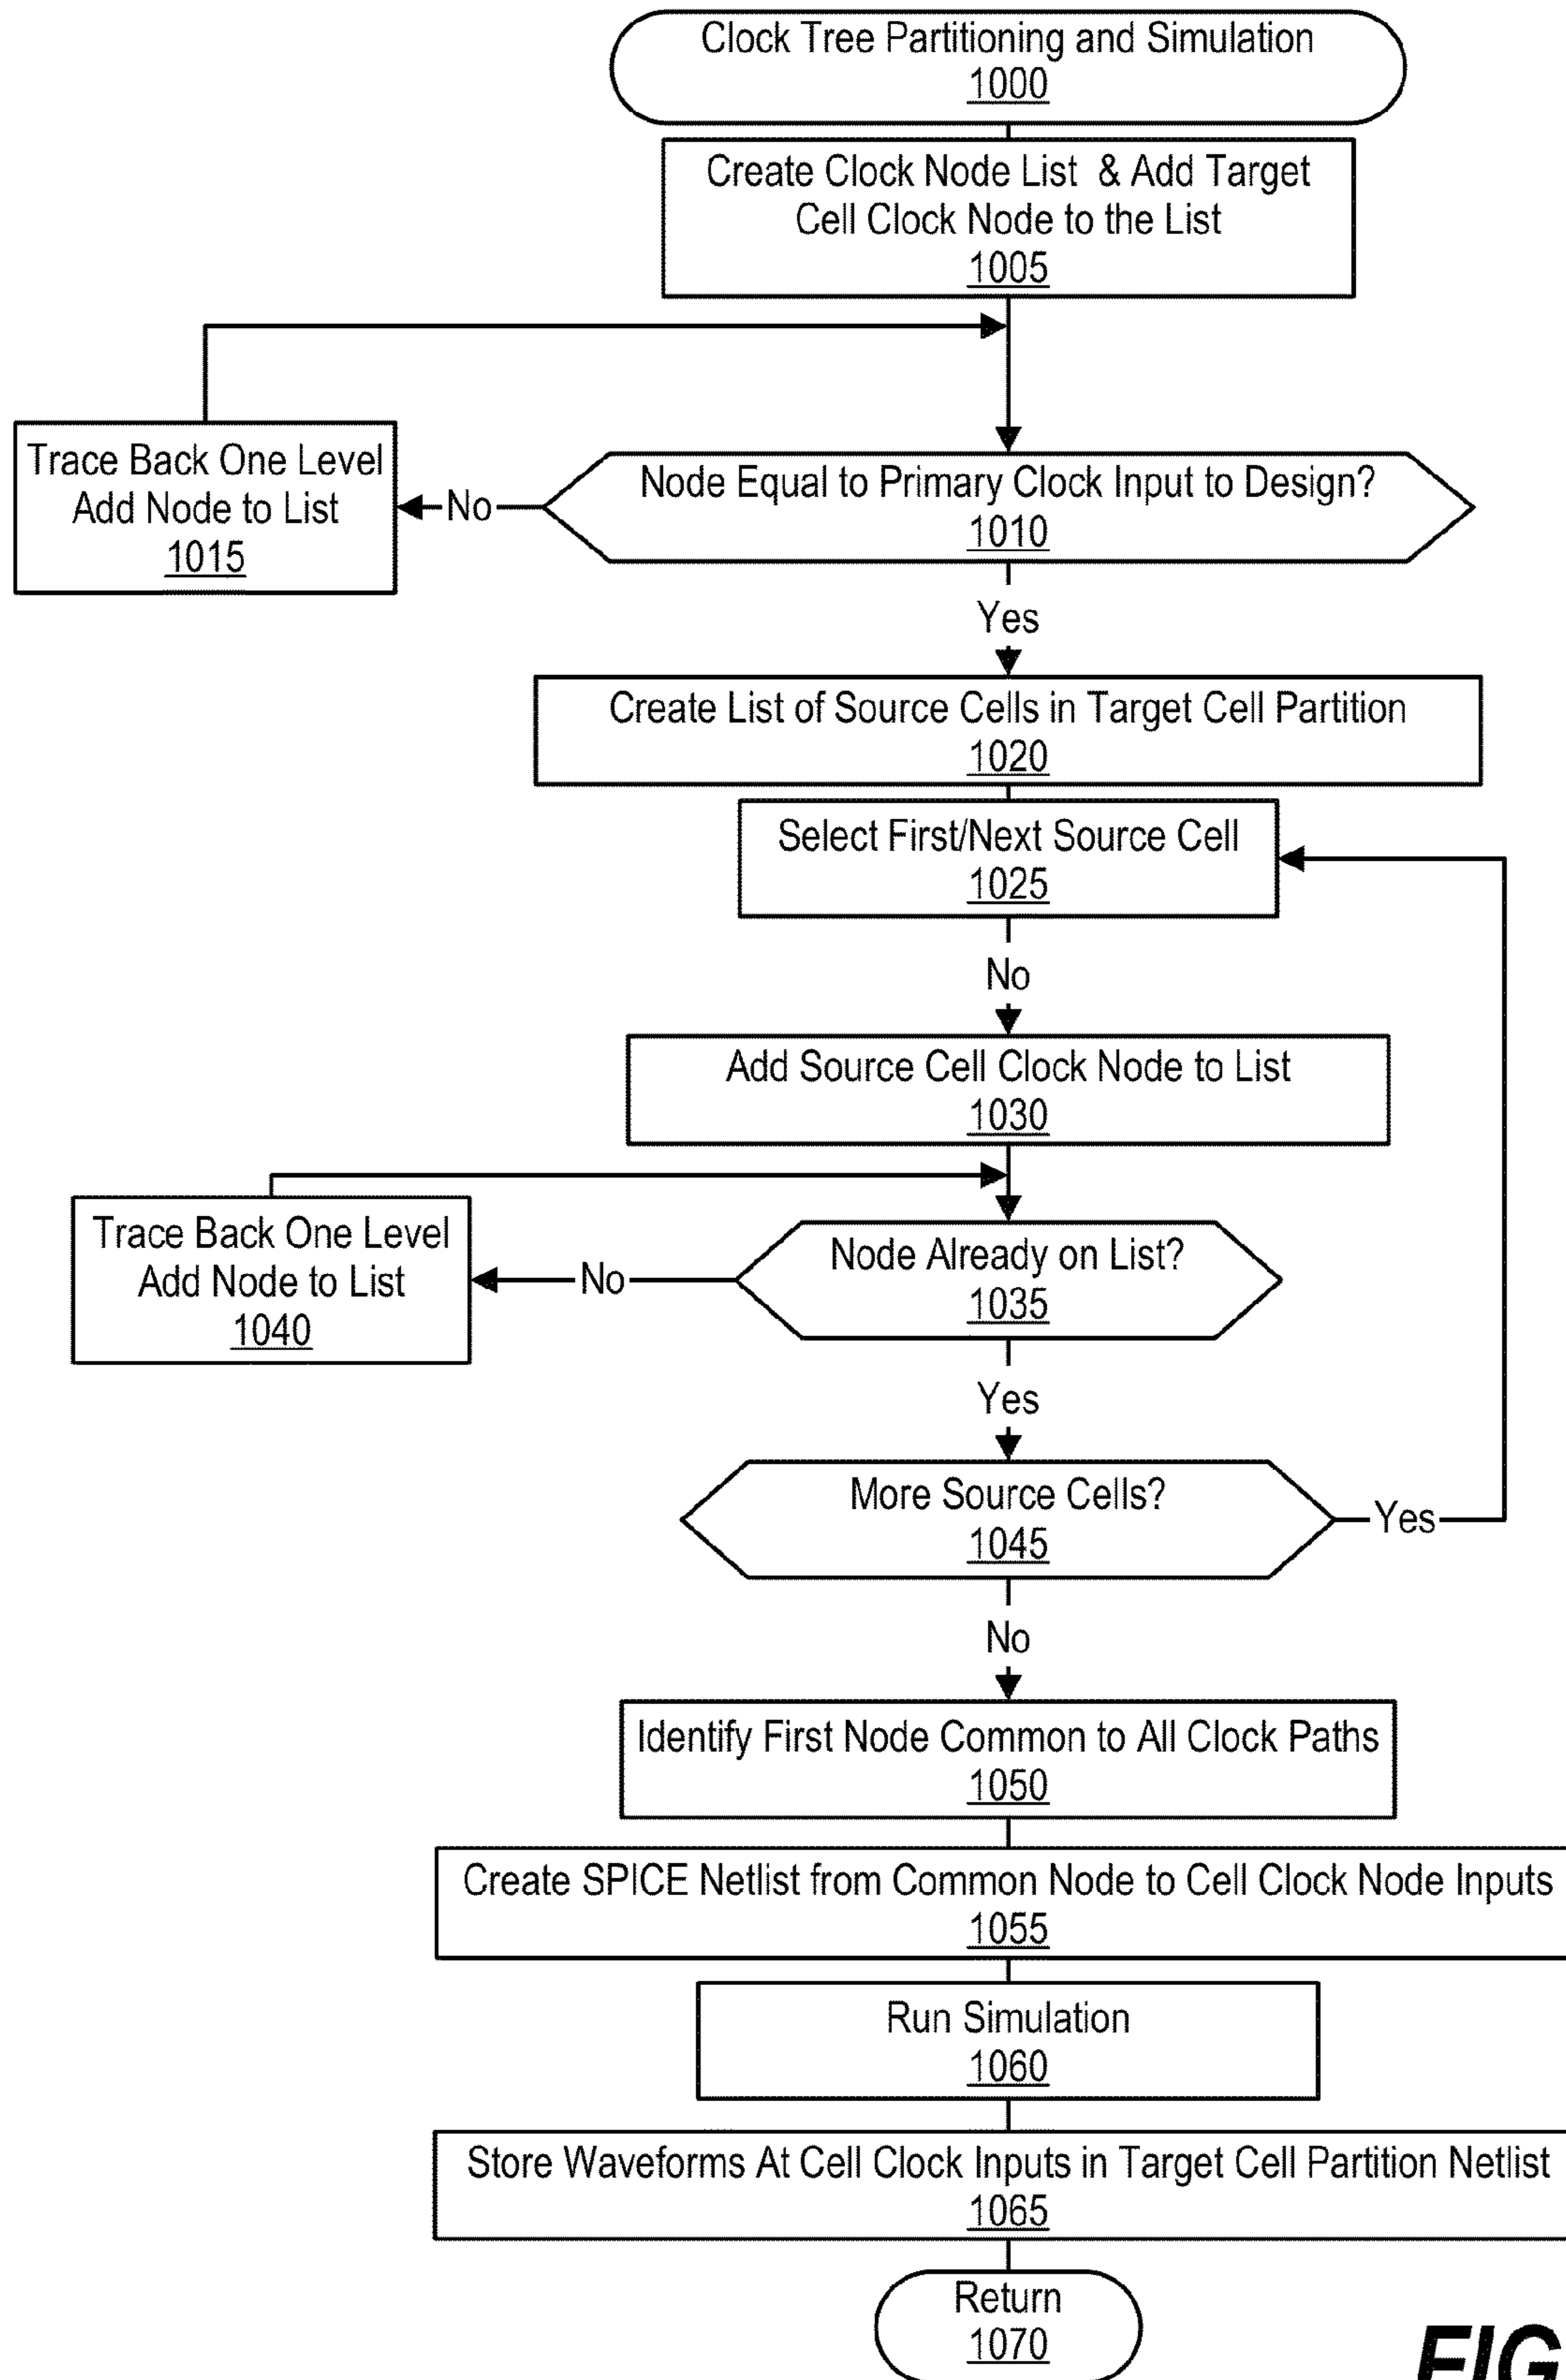 Clock Tree Partitioning and Simulation
1000
Create Clock Node List & Add Target
Cell Clock Node to the List
1005
Node Equal to Primary Clock Input to Design?
1010
No
Trace Back One Level
Add Node to List
1015
Yes
Create List of Source Cells in Target Cell Partition
1020
Select First/Next Source Cell
1025
No
Add Source Cell Clock Node to List
1030
Node Already on List?
1035
No
Trace Back One Level
Add Node to List
1040
Yes
More Source Cells?
1045
Yes
No
Identify First Node Common to All Clock Paths
1050
Create SPICE Netlist from Common Node to Cell Clock Node Inputs
1055
Run Simulation
1060
Store Waveforms At Cell Clock Inputs in Target Cell Partition Netlist
1065
Return
1070
FIG